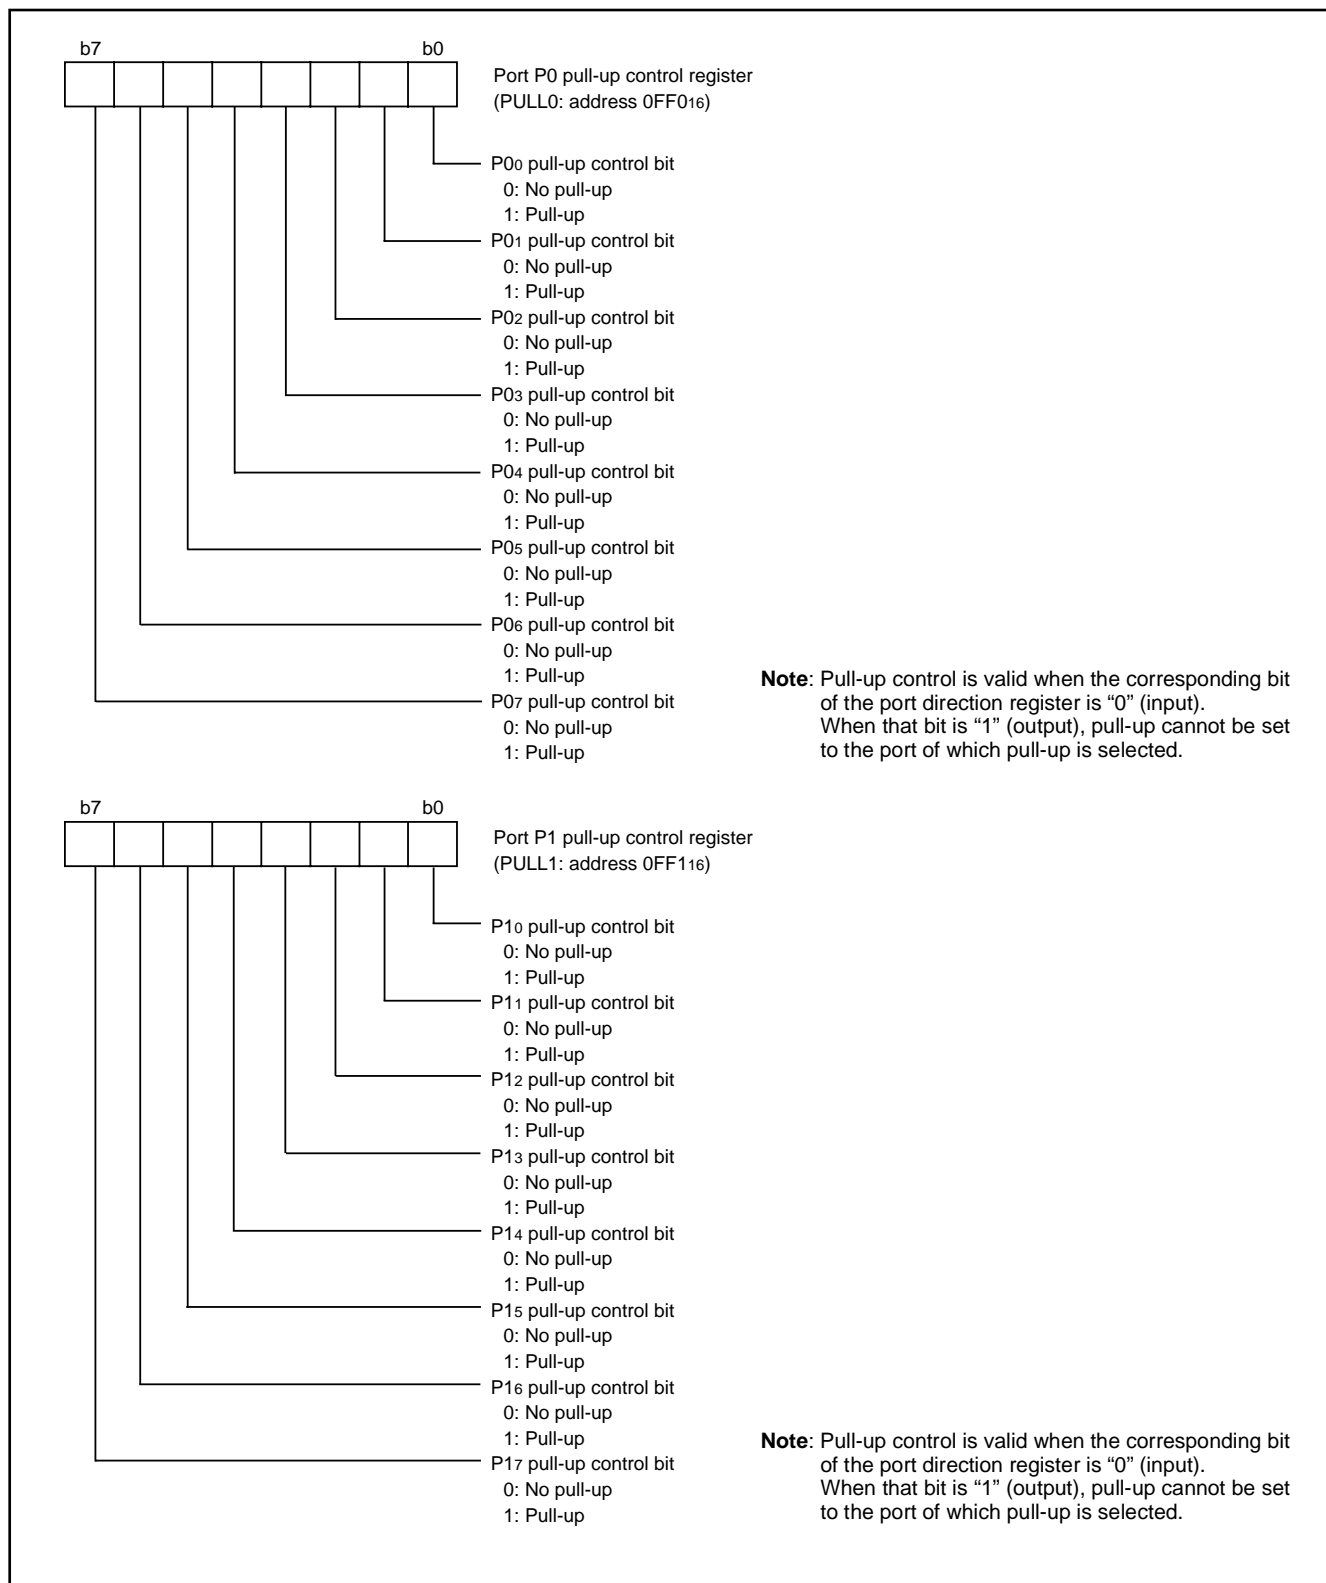 b7 b0
Port P0 pull-up control register
(PULL0: address 0FF016)
P00 pull-up control bit
0: No pull-up
1: Pull-up
P01 pull-up control bit
0: No pull-up
1: Pull-up
P02 pull-up control bit
0: No pull-up
1: Pull-up
P03 pull-up control bit
0: No pull-up
1: Pull-up
P04 pull-up control bit
0: No pull-up
1: Pull-up
P05 pull-up control bit
0: No pull-up
1: Pull-up
P06 pull-up control bit
0: No pull-up
1: Pull-up
P07 pull-up control bit
0: No pull-up
1: Pull-up
Note: Pull-up control is valid when the corresponding bit
of the port direction register is “0” (input).
When that bit is “1” (output), pull-up cannot be set
to the port of which pull-up is selected.
b7 b0
Port P1 pull-up control register
(PULL1: address 0FF116)
P10 pull-up control bit
0: No pull-up
1: Pull-up
P11 pull-up control bit
0: No pull-up
1: Pull-up
P12 pull-up control bit
0: No pull-up
1: Pull-up
P13 pull-up control bit
0: No pull-up
1: Pull-up
P14 pull-up control bit
0: No pull-up
1: Pull-up
P15 pull-up control bit
0: No pull-up
1: Pull-up
P16 pull-up control bit
0: No pull-up
1: Pull-up
P17 pull-up control bit
0: No pull-up
1: Pull-up
Note: Pull-up control is valid when the corresponding bit
of the port direction register is “0” (input).
When that bit is “1” (output), pull-up cannot be set
to the port of which pull-up is selected.